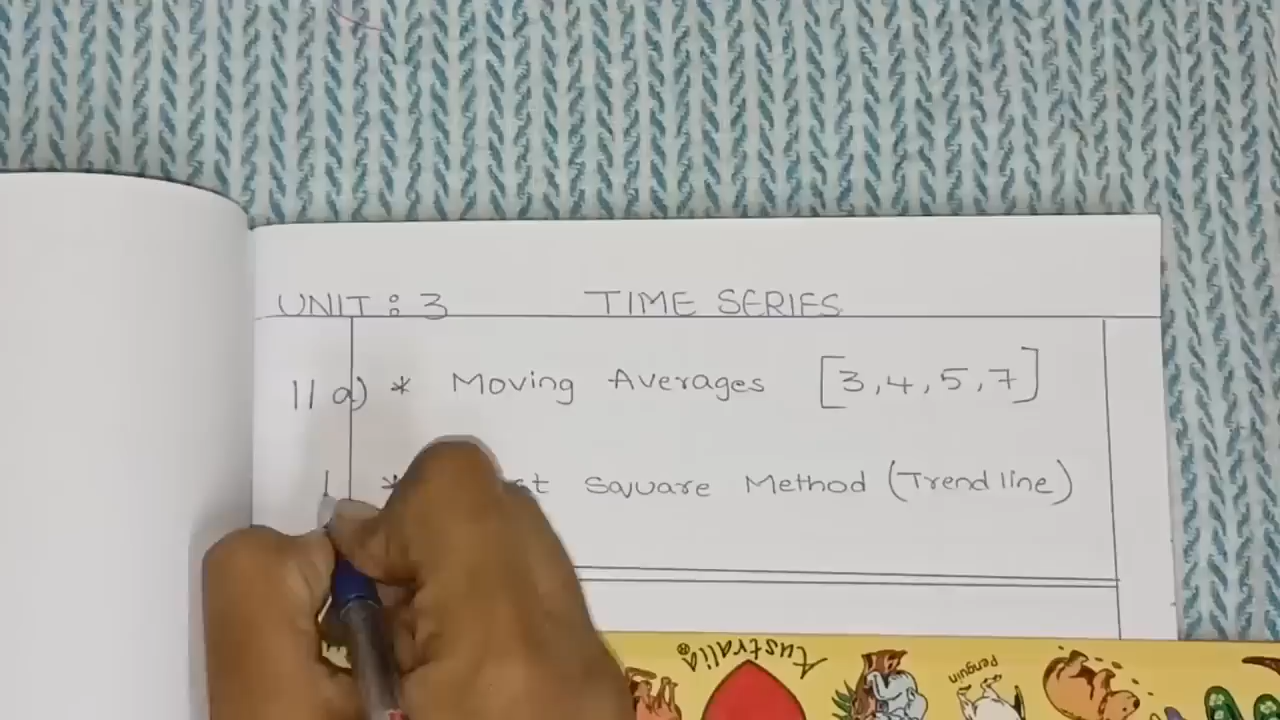 UNIT : 3 TIME SERIES
11 a) * Moving Averages [3,4,5,7]
* Square Method (Trend line)
Australia®
Penguin